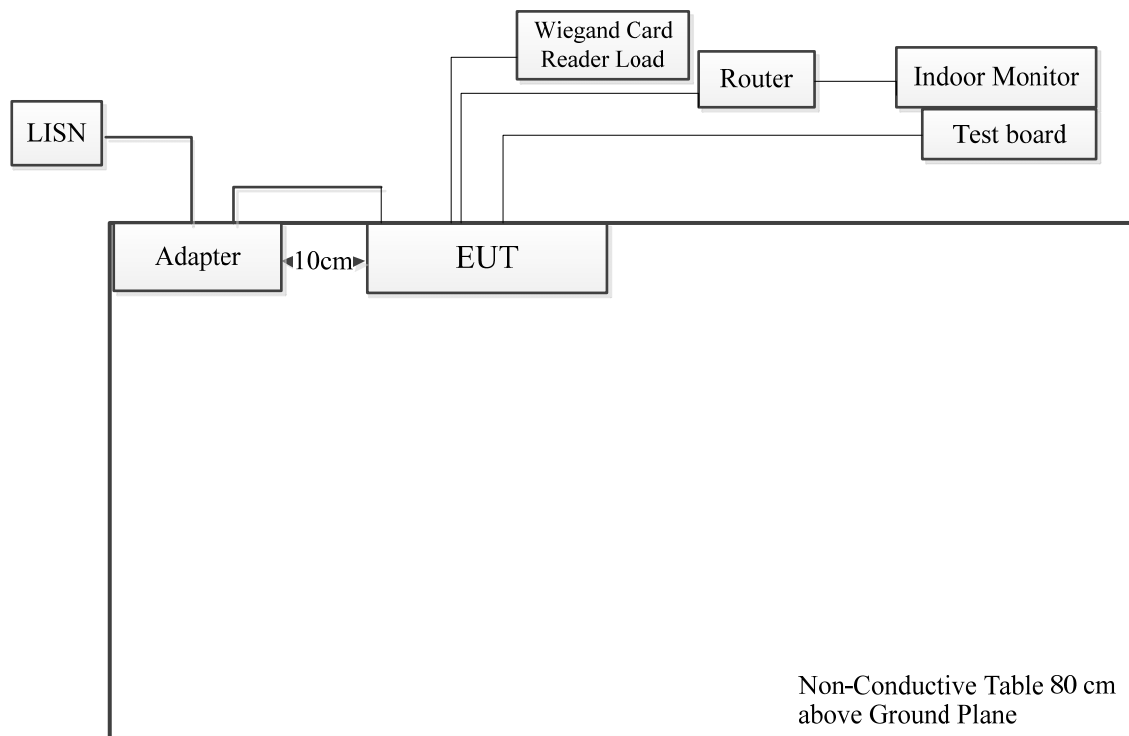 Wiegand Card
Reader Load
Router
Indoor Monitor
LISN
Test board
Adapter
10cm
EUT
Non-Conductive Table 80 cm
above Ground Plane